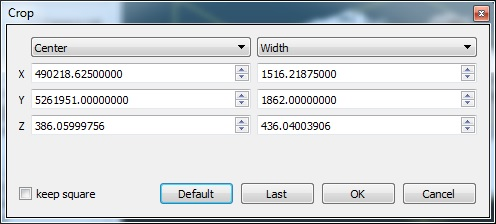 Crop
Center Width
X 490218.62500000 1516.21875000
Y 5261951.00000000 1862.00000000
Z 386.05999756 436.04003906
keep square Default Last OK Cancel